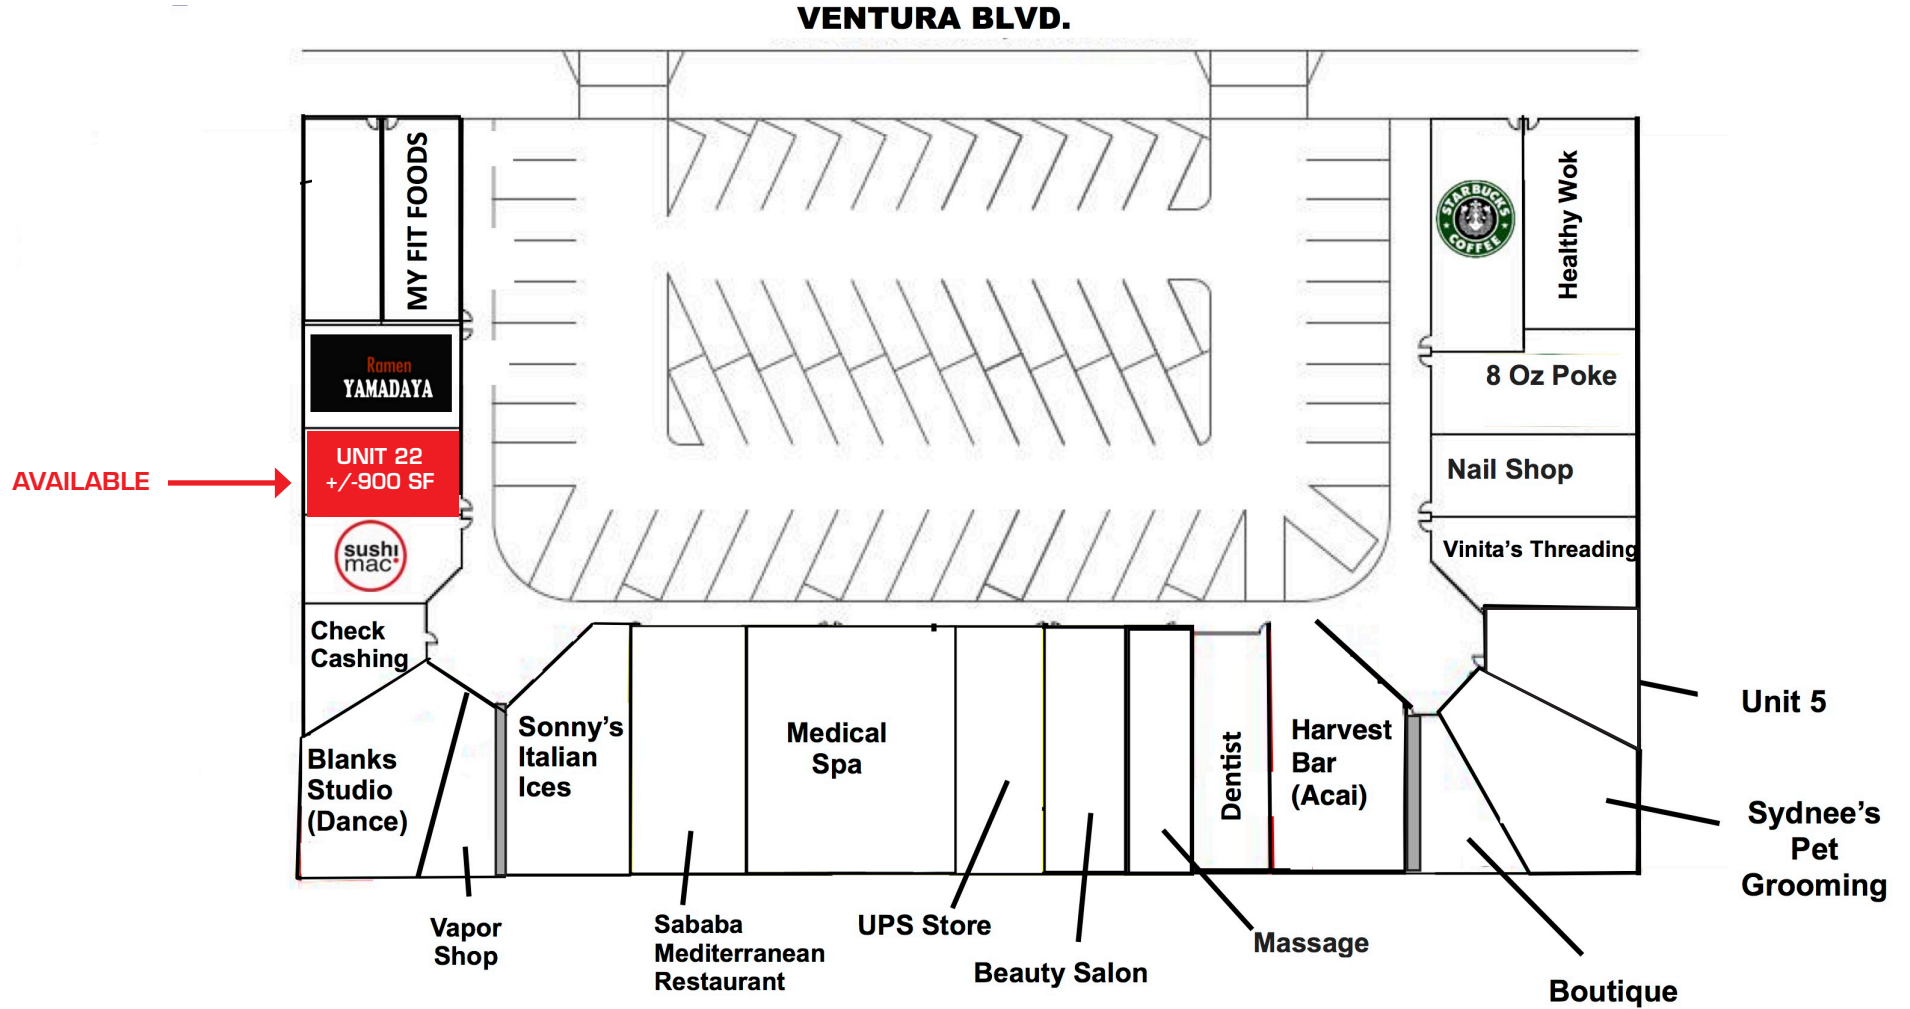 VENTURA BLVD.
MY FIT FOODS
Ramen
YAMADAYA
AVAILABLE
UNIT 22
+/-900 SF
sushi
mac
Check
Cashing
Blanks
Studio
(Dance)
Vapor
Shop
Sonny’s
Italian
Ices
Sababa
Mediterranean
Restaurant
Medical
Spa
UPS Store
Beauty Salon
Massage
Dentist
Harvest
Bar
(Acai)
Boutique
Sydnee’s
Pet
Grooming
Unit 5
Vinita’s Threading
Nail Shop
8 Oz Poke
STARBUCKS
COFFEE
Healthy Wok